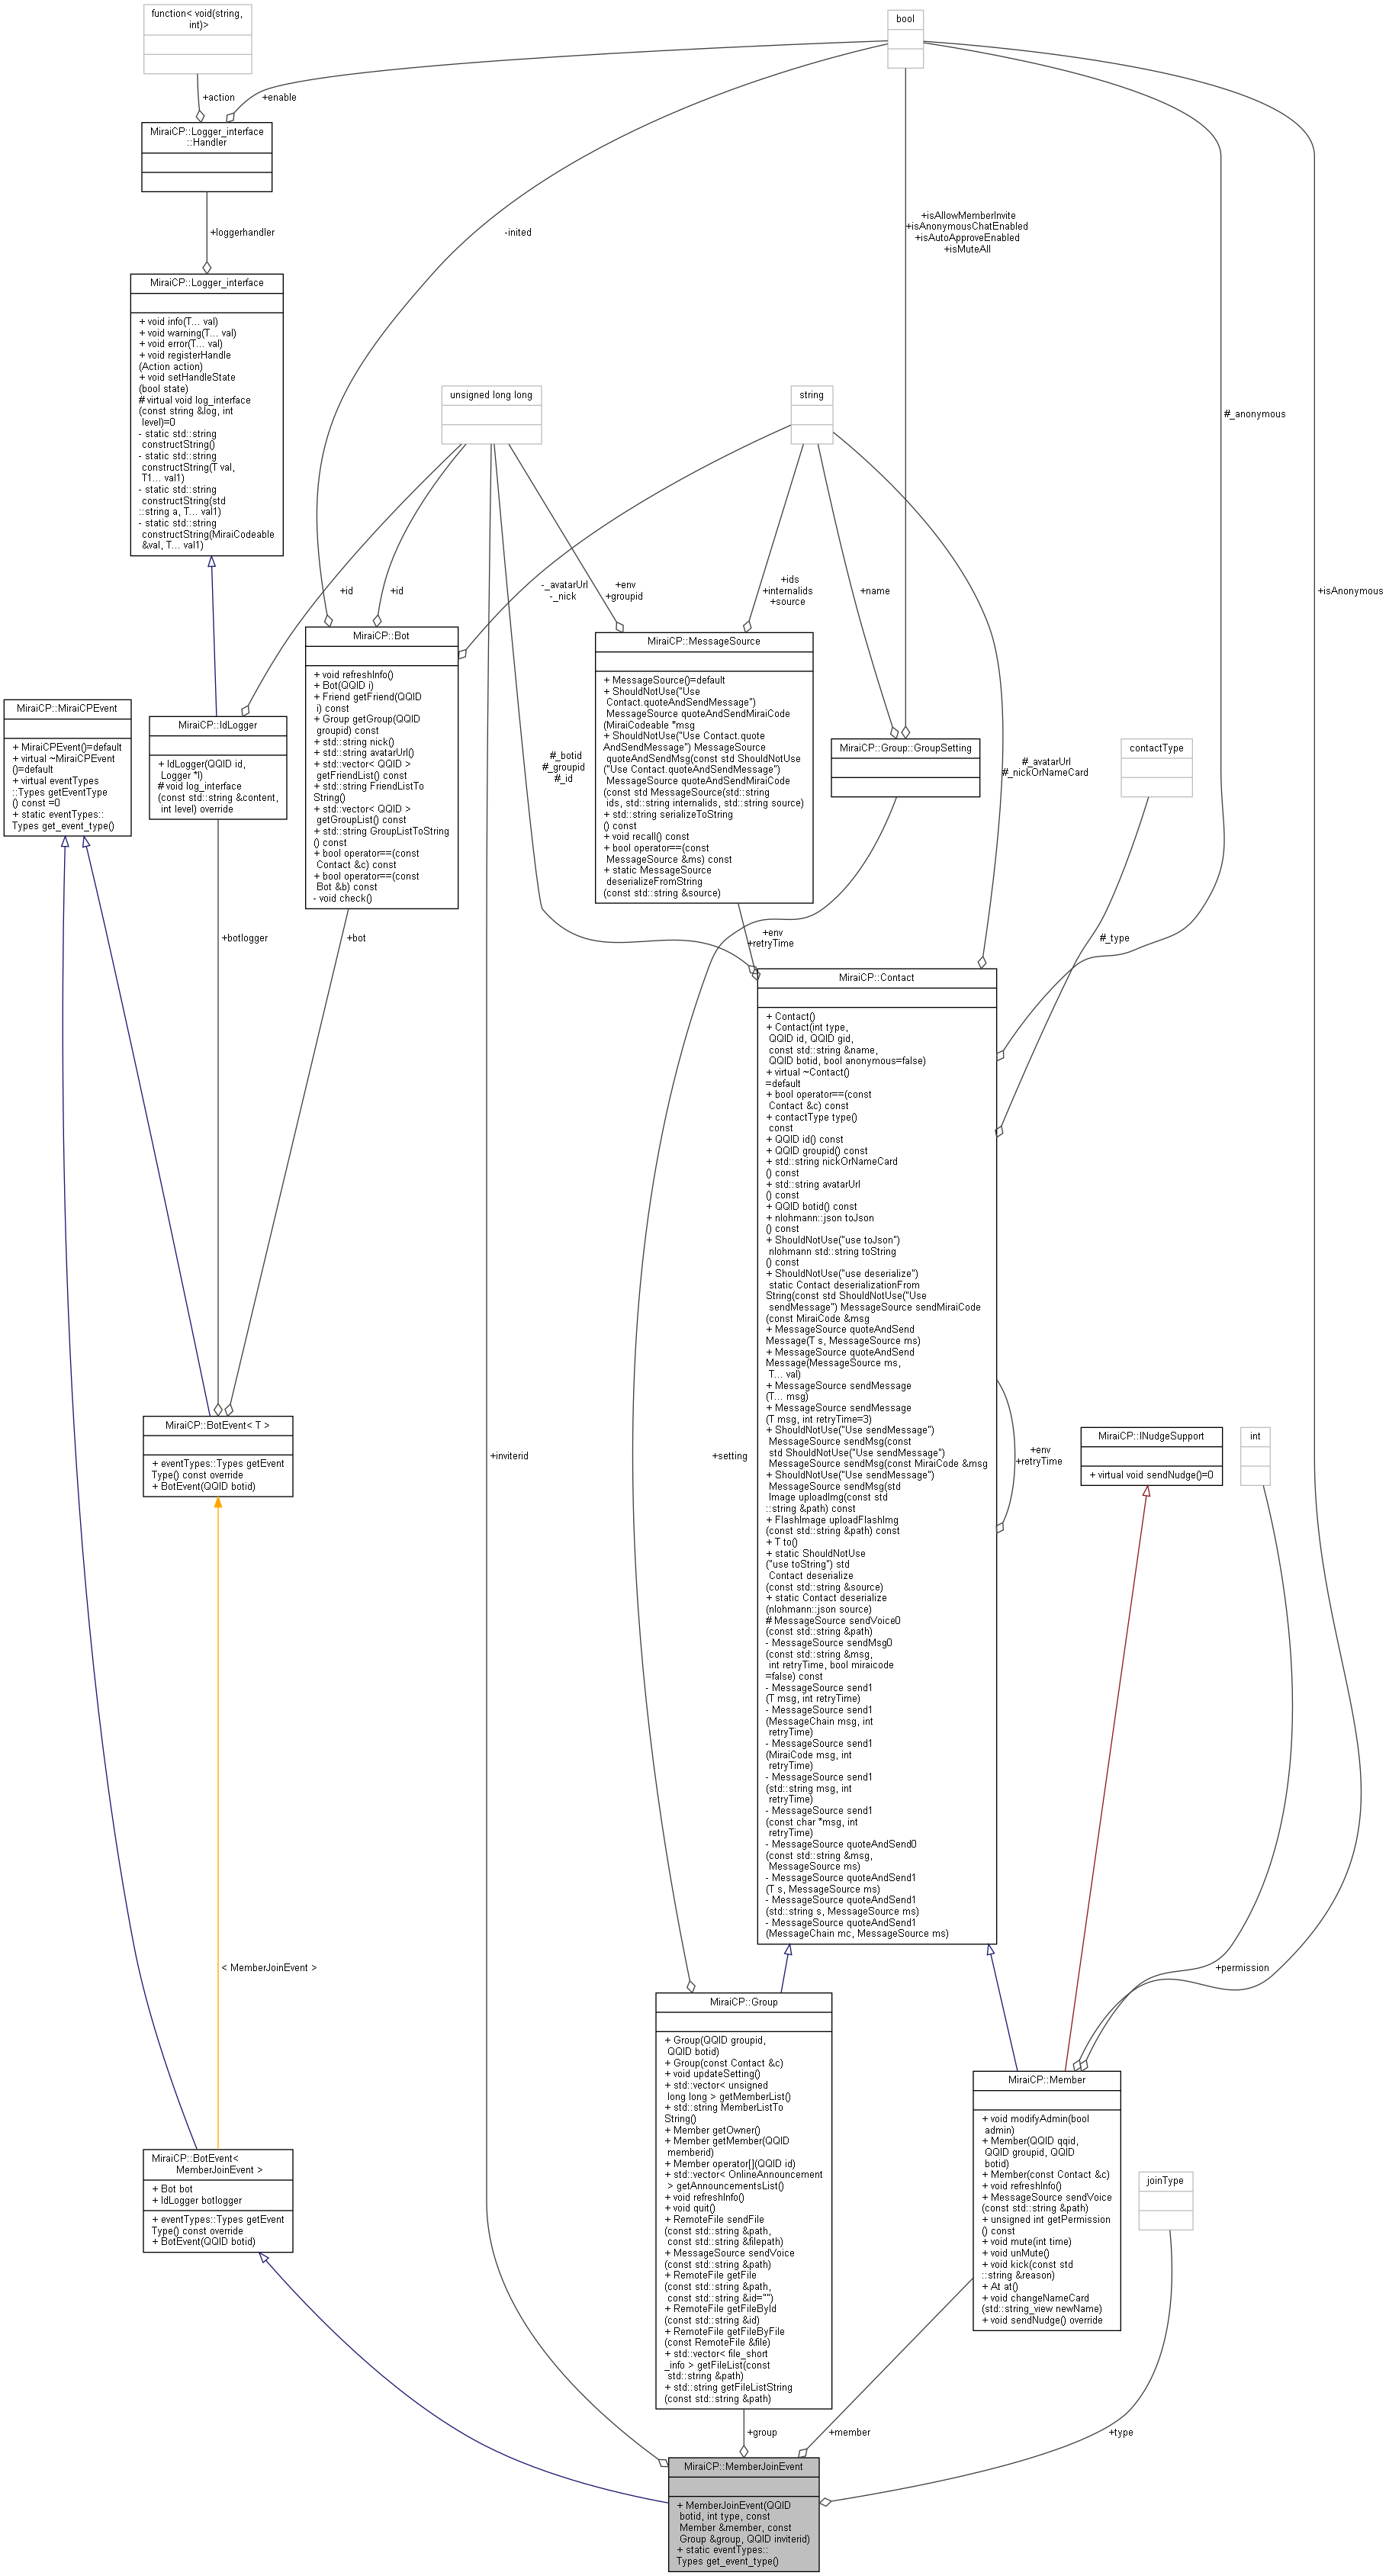 function< void(string,
int)>
bool
+action
+enable
MiraiCP::Logger_interface
::Handler
+isAllowMemberInvite
+isAnonymousChatEnabled
+isAutoApproveEnabled
+isMuteAll
-inited
+loggerhandler
MiraiCP::Logger_interface
+ void info(T... val)
+ void warning(T... val)
+ void error(T... val)
+ void registerHandle
(Action action)
+ void setHandleState
(bool state)
# virtual void log_interface
(const string &log, int
level)=0
- static std::string
constructString()
- static std::string
constructString(T val,
T1... val1)
- static std::string
constructString(std
::string a, T... val1)
- static std::string
constructString(MiraiCodeable
&val, T... val1)
unsigned long long
string
#_anonymous
+id
+id
-_avatarUrl
-_nick
+env
+groupid
+ids
+internalids
+source
+name
+isAnonymous
MiraiCP::Bot
+ void refreshInfo()
+ Bot(QQID i)
+ Friend getFriend(QQID
i) const
+ Group getGroup(QQID
groupid) const
+ std::string nick()
+ std::string avatarUrl()
+ std::vector< QQID >
getFriendList() const
+ std::string FriendListTo
String()
+ std::vector< QQID >
getGroupList() const
+ std::string GroupListToString
() const
+ bool operator==(const
Contact &c) const
+ bool operator==(const
Bot &b) const
- void check()
MiraiCP::MessageSource
+ MessageSource()=default
+ ShouldNotUse("Use
Contact.quoteAndSendMessage")
MessageSource quoteAndSendMiraiCode
(MiraiCodeable *msg
+ ShouldNotUse("Use Contact.quote
AndSendMessage") MessageSource
quoteAndSendMsg(const std ShouldNotUse
("Use Contact.quoteAndSendMessage")
MessageSource quoteAndSendMiraiCode
(const std MessageSource(std::string
ids, std::string internalids, std::string source)
+ std::string serializeToString
() const
+ void recall() const
+ bool operator==(const
MessageSource &ms) const
+ static MessageSource
deserializeFromString
(const std::string &source)
MiraiCP::MiraiCPEvent
+ MiraiCPEvent()=default
+ virtual ~MiraiCPEvent
()=default
+ virtual eventTypes
::Types getEventType
() const =0
+ static eventTypes::
Types get_event_type()
MiraiCP::IdLogger
+ IdLogger(QQID id,
Logger *l)
# void log_interface
(const std::string &content,
int level) override
MiraiCP::Group::GroupSetting
contactType
#_botid
#_groupid
#_id
#_avatarUrl
#_nickOrNameCard
+botlogger
+bot
+env
+retryTime
#_type
MiraiCP::Contact
+ Contact()
+ Contact(int type,
QQID id, QQID gid,
const std::string &name,
QQID botid, bool anonymous=false)
+ virtual ~Contact()
=default
+ bool operator==(const
Contact &c) const
+ contactType type()
const
+ QQID id() const
+ QQID groupid() const
+ std::string nickOrNameCard
() const
+ std::string avatarUrl
() const
+ QQID botid() const
+ nlohmann::json toJson
() const
+ ShouldNotUse("use toJson")
nlohmann std::string toString
() const
+ ShouldNotUse("use deserialize")
static Contact deserializationFrom
String(const std ShouldNotUse("Use
sendMessage") MessageSource sendMiraiCode
(const MiraiCode &msg
+ MessageSource quoteAndSend
Message(T s, MessageSource ms)
+ MessageSource quoteAndSend
Message(MessageSource ms,
T... val)
+ MessageSource sendMessage
(T... msg)
+ MessageSource sendMessage
(T msg, int retryTime=3)
+ ShouldNotUse("Use sendMessage")
MessageSource sendMsg(const
std ShouldNotUse("Use sendMessage")
MessageSource sendMsg(const MiraiCode &msg
+ ShouldNotUse("Use sendMessage")
MessageSource sendMsg(std
Image uploadImg(const std
::string &path) const
+ FlashImage uploadFlashImg
(const std::string &path) const
+ T to()
+ static ShouldNotUse
("use toString") std
Contact deserialize
(const std::string &source)
+ static Contact deserialize
(nlohmann::json source)
# MessageSource sendVoice0
(const std::string &path)
- MessageSource sendMsg0
(const std::string &msg,
int retryTime, bool miraicode
=false) const
- MessageSource send1
(T msg, int retryTime)
- MessageSource send1
(MessageChain msg, int
retryTime)
- MessageSource send1
(MiraiCode msg, int
retryTime)
- MessageSource send1
(std::string msg, int
retryTime)
- MessageSource send1
(const char *msg, int
retryTime)
- MessageSource quoteAndSend0
(const std::string &msg,
MessageSource ms)
- MessageSource quoteAndSend1
(T s, MessageSource ms)
- MessageSource quoteAndSend1
(std::string s, MessageSource ms)
- MessageSource quoteAndSend1
(MessageChain mc, MessageSource ms)
MiraiCP::BotEvent< T >
+ eventTypes::Types getEvent
Type() const override
+ BotEvent(QQID botid)
+inviterid
+setting
+env
+retryTime
MiraiCP::INudgeSupport
+ virtual void sendNudge()=0
int
< MemberJoinEvent >
+permission
MiraiCP::Group
+ Group(QQID groupid,
QQID botid)
+ Group(const Contact &c)
+ void updateSetting()
+ std::vector< unsigned
long long > getMemberList()
+ std::string MemberListTo
String()
+ Member getOwner()
+ Member getMember(QQID
memberid)
+ Member operator[](QQID id)
+ std::vector< OnlineAnnouncement
> getAnnouncementsList()
+ void refreshInfo()
+ void quit()
+ RemoteFile sendFile
(const std::string &path,
const std::string &filepath)
+ MessageSource sendVoice
(const std::string &path)
+ RemoteFile getFile
(const std::string &path,
const std::string &id="")
+ RemoteFile getFileById
(const std::string &id)
+ RemoteFile getFileByFile
(const RemoteFile &file)
+ std::vector< file_short
_info > getFileList(const
std::string &path)
+ std::string getFileListString
(const std::string &path)
MiraiCP::Member
+ void modifyAdmin(bool
admin)
+ Member(QQID qqid,
QQID groupid, QQID
botid)
+ Member(const Contact &c)
+ void refreshInfo()
+ MessageSource sendVoice
(const std::string &path)
+ unsigned int getPermission
() const
+ void mute(int time)
+ void unMute()
+ void kick(const std
::string &reason)
+ At at()
+ void changeNameCard
(std::string_view newName)
+ void sendNudge() override
MiraiCP::BotEvent<
MemberJoinEvent >
+ Bot bot
+ IdLogger botlogger
+ eventTypes::Types getEvent
Type() const override
+ BotEvent(QQID botid)
joinType
+group
+member
+type
MiraiCP::MemberJoinEvent
+ MemberJoinEvent(QQID
botid, int type, const
Member &member, const
Group &group, QQID inviterid)
+ static eventTypes::
Types get_event_type()